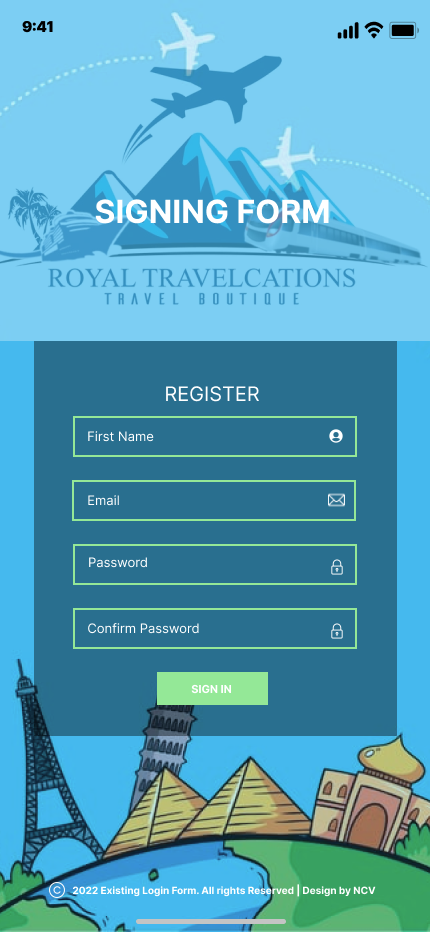 9:41
SIGNING FORM
ROYAL TRAVELCATIONS
TRAVEL BOUTIQUE
REGISTER
First Name
Email
Password
Confirm Password
SIGN IN
© 2022 Existing Login Form. All rights Reserved | Design by NCV